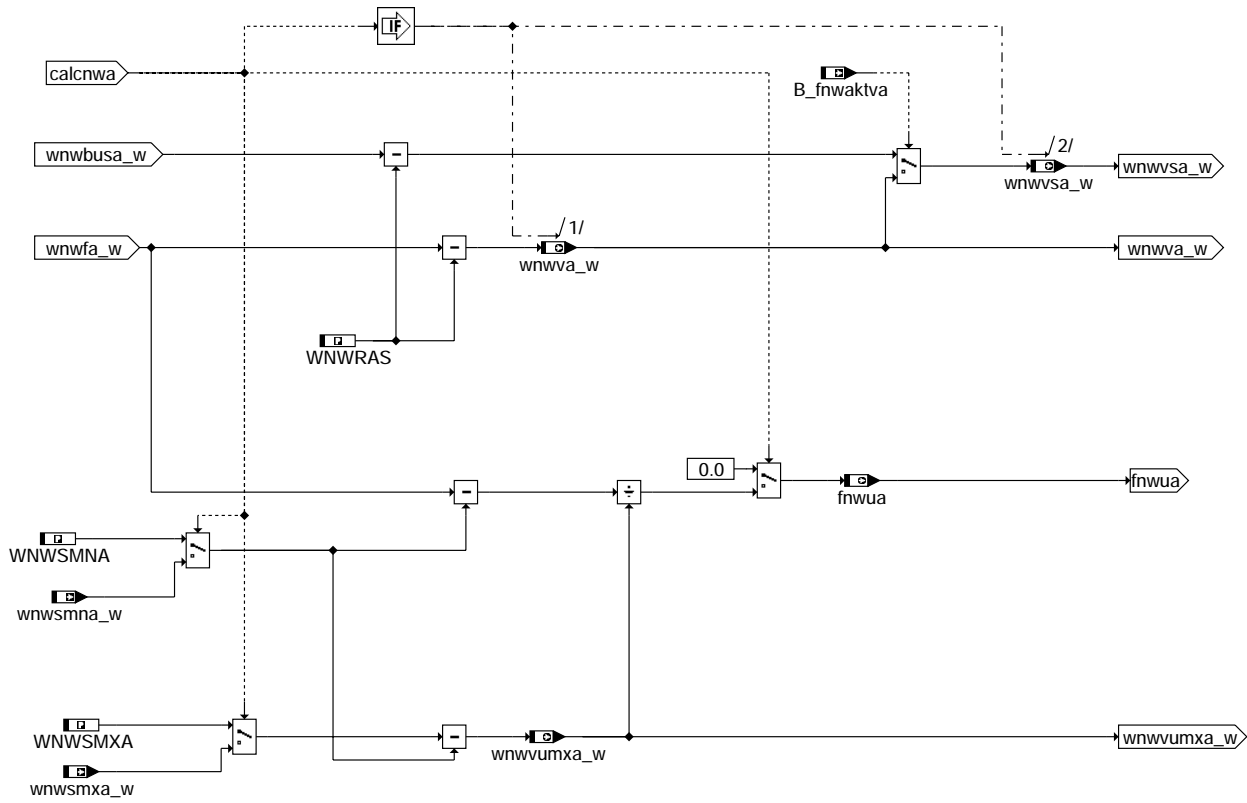 IF
calcnwa
B_fnwaktva
wnwbusa_w
/2/
wnwvsa_w
wnwvsa_w
wnwfa_w
/1/
wnwva_w
wnwva_w
WNWRAS
0.0
fnwua
fnwua
WNWSMNA
wnwsmna_w
WNWSMXA
wnwvumxa_w
wnwvumxa_w
wnwsmxa_w